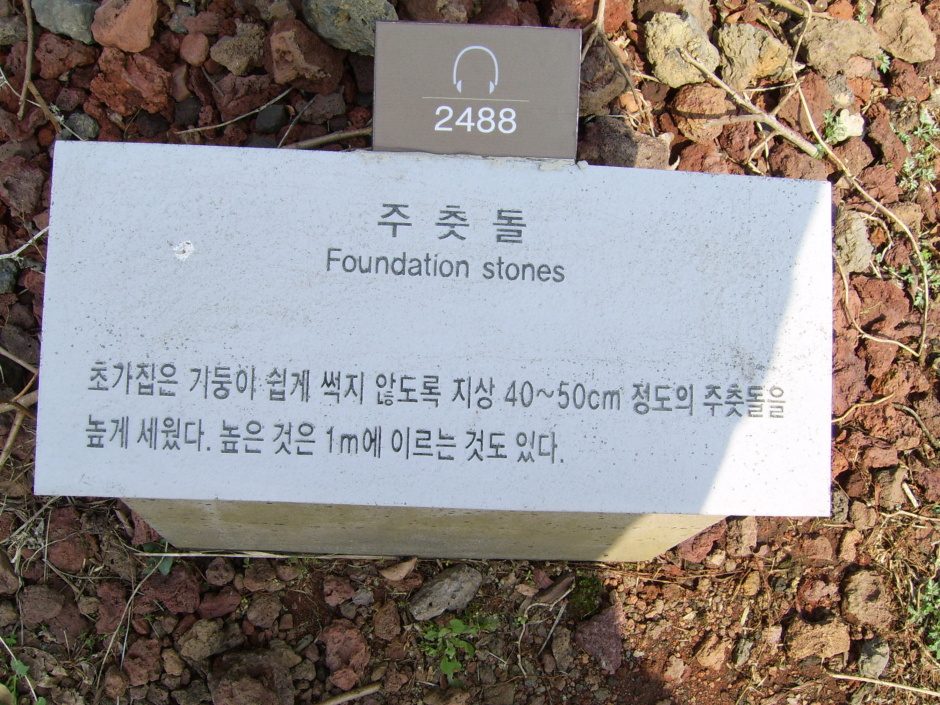 2488
주춧돌
Foundation stones
초가집은 기둥이 쉽게 썩지 않도록 지상 40~50cm 정도의 주춧돌을
높게 세웠다. 높은 것은 1m에 이르는 것도 있다.